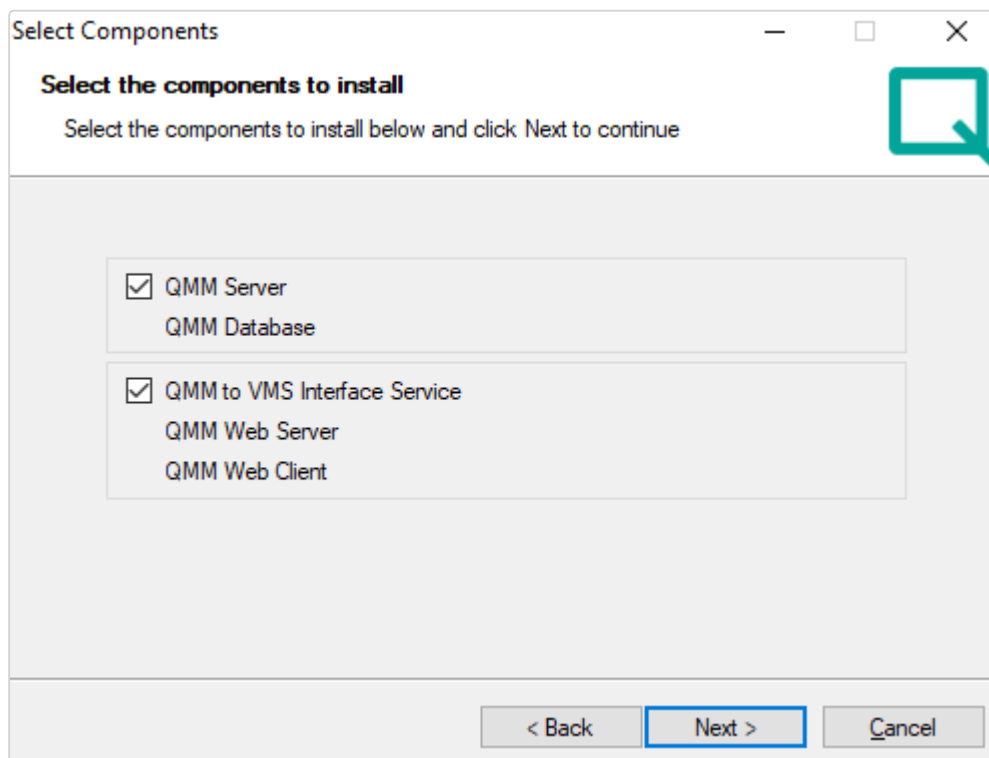 Select Components
Select the components to install
Select the components to install below and click Next to continue
QMM Server
QMM Database
QMM to VMS Interface Service
QMM Web Server
QMM Web Client
< Back Next > Cancel